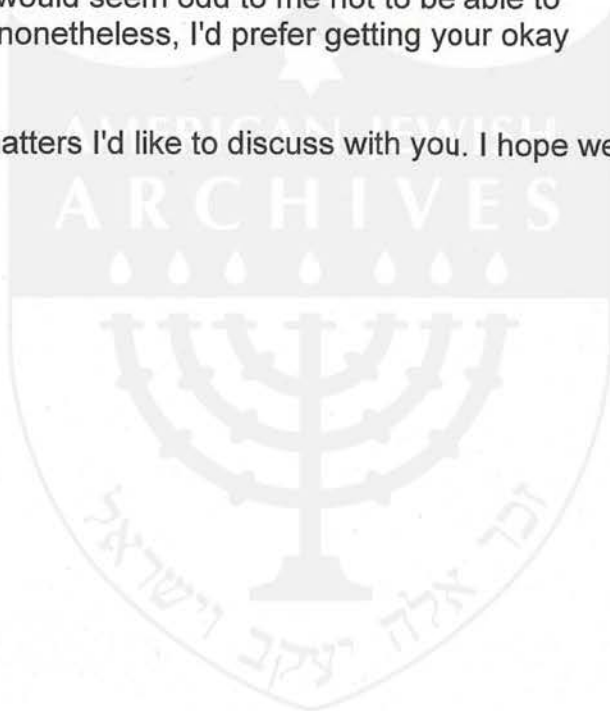 would seem odd to me not to be able to
nonetheless, I'd prefer getting your okay
AMERICAN JEWISH
atters I'd like to discuss with you. I hope we
ARCHIVES
זכר אלה יעקב וישראל